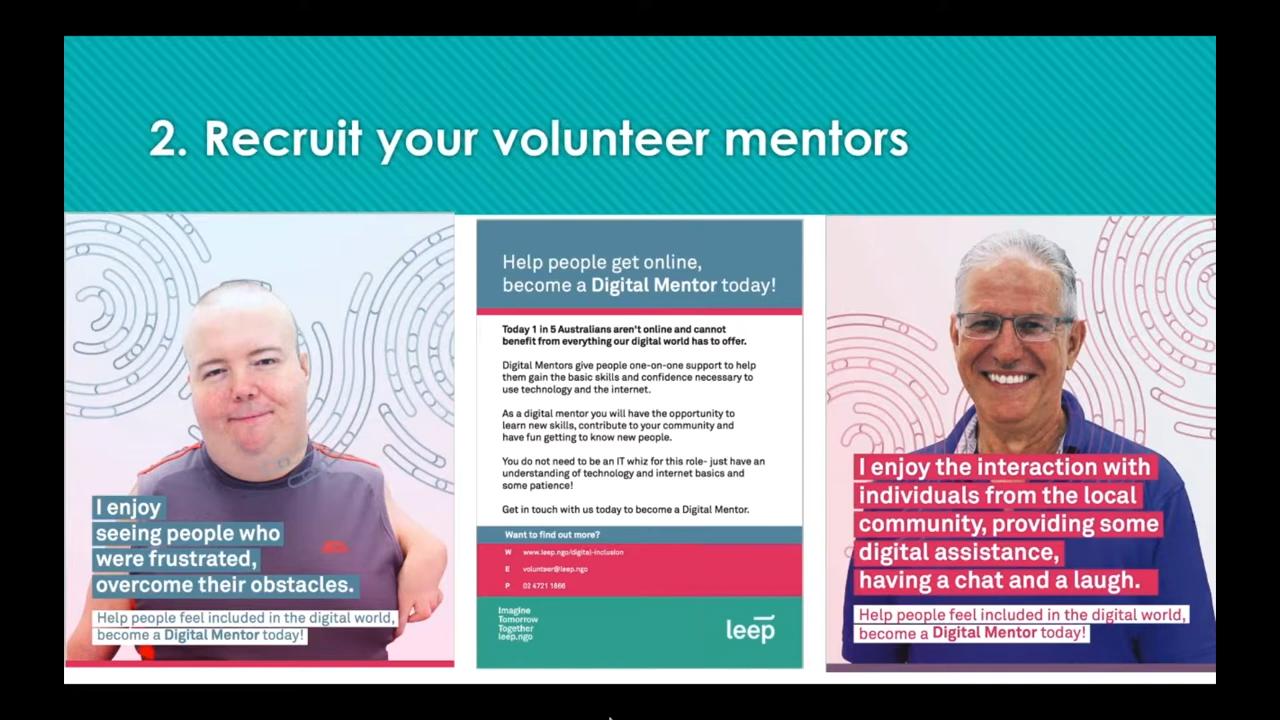 2. Recruit your volunteer mentors
I enjoy
seeing people who
were frustrated,
overcome their obstacles.
Help people feel included in the digital world,
become a Digital Mentor today!
Help people get online,
become a Digital Mentor today!
Today 1 in 5 Australians aren't online and cannot
benefit from everything our digital world has to offer.
Digital Mentors give people one-on-one support to help
them gain the basic skills and confidence necessary to
use technology and the internet.
As a digital mentor you will have the opportunity to
learn new skills, contribute to your community and
have fun getting to know new people.
You do not need to be an IT whiz for this role- just have an
understanding of technology and internet basics and
some patience!
Get in touch with us today to become a Digital Mentor.
Want to find out more?
W www.leep.ngo/digital-inclusion
E volunteer@leep.ngo
P 02 4721 1866
Imagine
Tomorrow
Together
leep.ngo
leep
I enjoy the interaction with
individuals from the local
community, providing some
digital assistance,
having a chat and a laugh.
Help people feel included in the digital world,
become a Digital Mentor today!